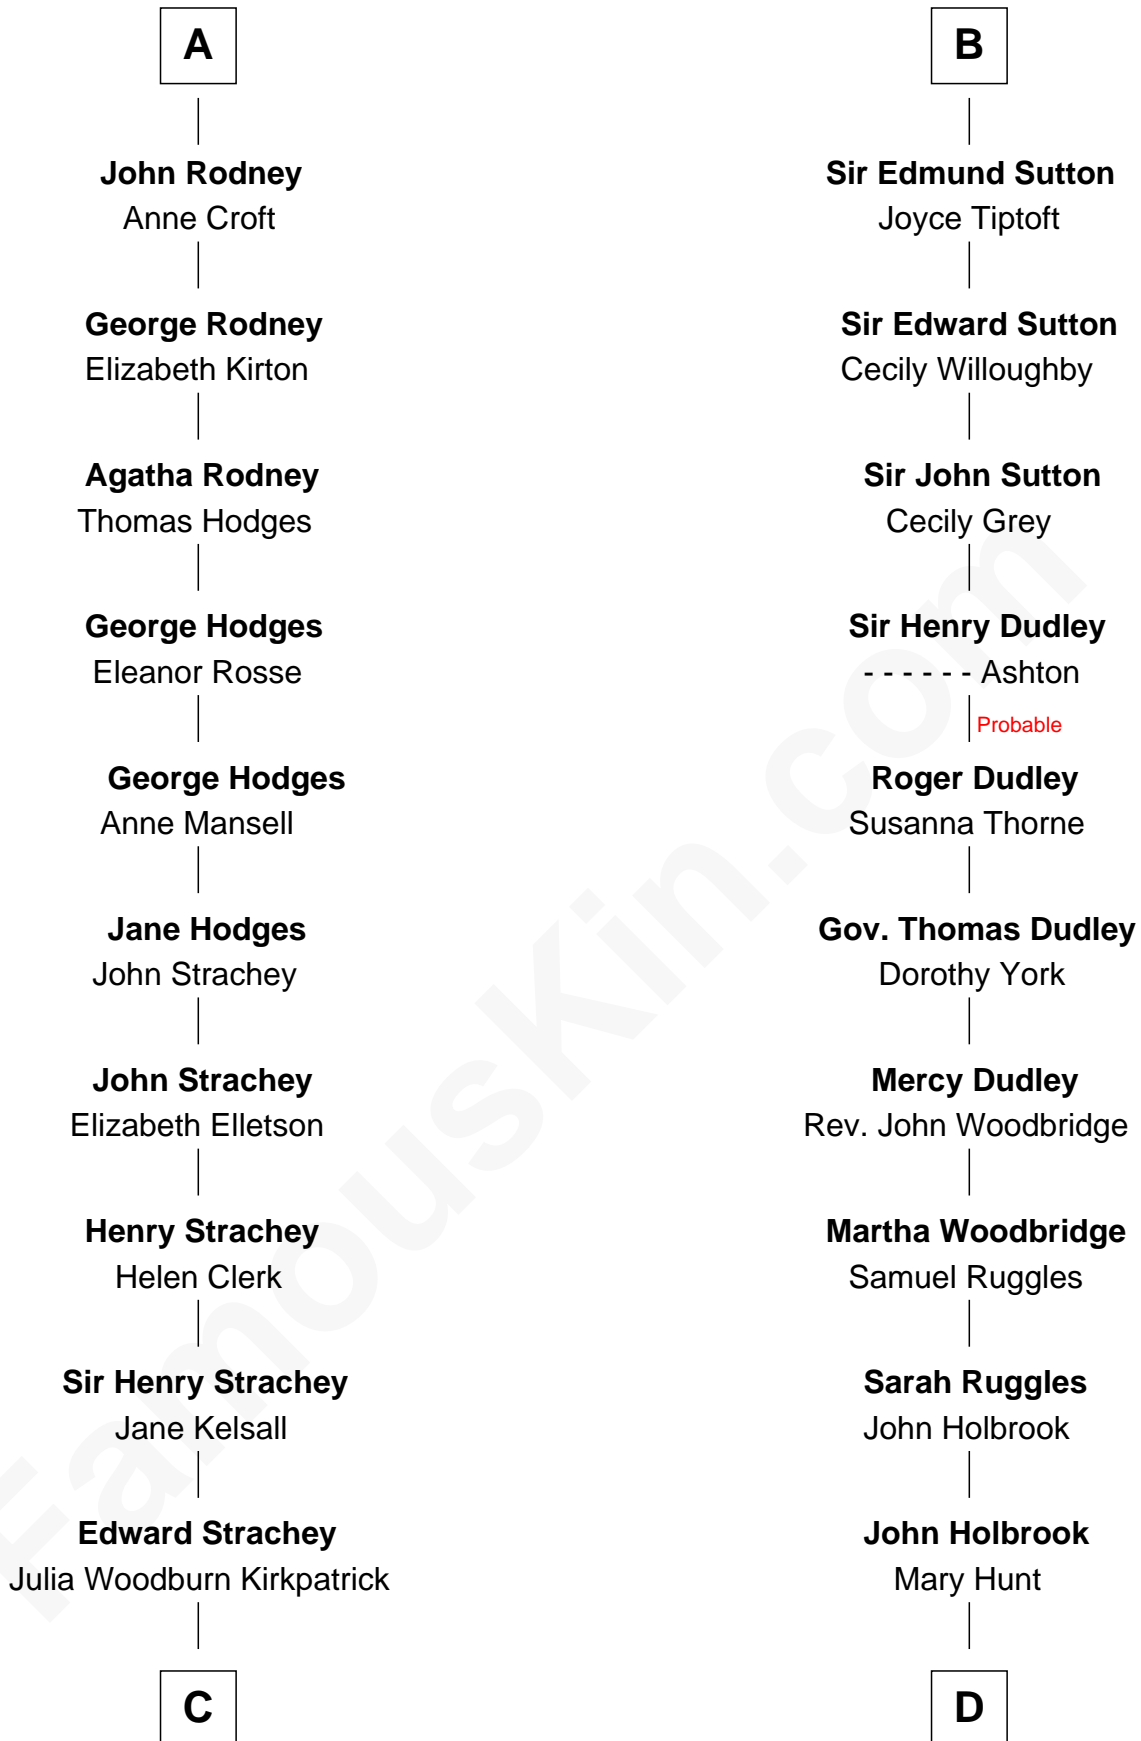 A
John Rodney
Anne Croft
George Rodney
Elizabeth Kirton
Agatha Rodney
Thomas Hodges
George Hodges
Eleanor Rosse
George Hodges
Anne Mansell
Jane Hodges
John Strachey
John Strachey
Elizabeth Elletson
Henry Strachey
Helen Clerk
Sir Henry Strachey
Jane Kelsall
Edward Strachey
Julia Woodburn Kirkpatrick
C
B
Sir Edmund Sutton
Joyce Tiptoft
Sir Edward Sutton
Cecily Willoughby
Sir John Sutton
Cecily Grey
Sir Henry Dudley
- - - - - - Ashton
Probable
Roger Dudley
Susanna Thorne
Gov. Thomas Dudley
Dorothy York
Mercy Dudley
Rev. John Woodbridge
Martha Woodbridge
Samuel Ruggles
Sarah Ruggles
John Holbrook
John Holbrook
Mary Hunt
D
FamousKin.com